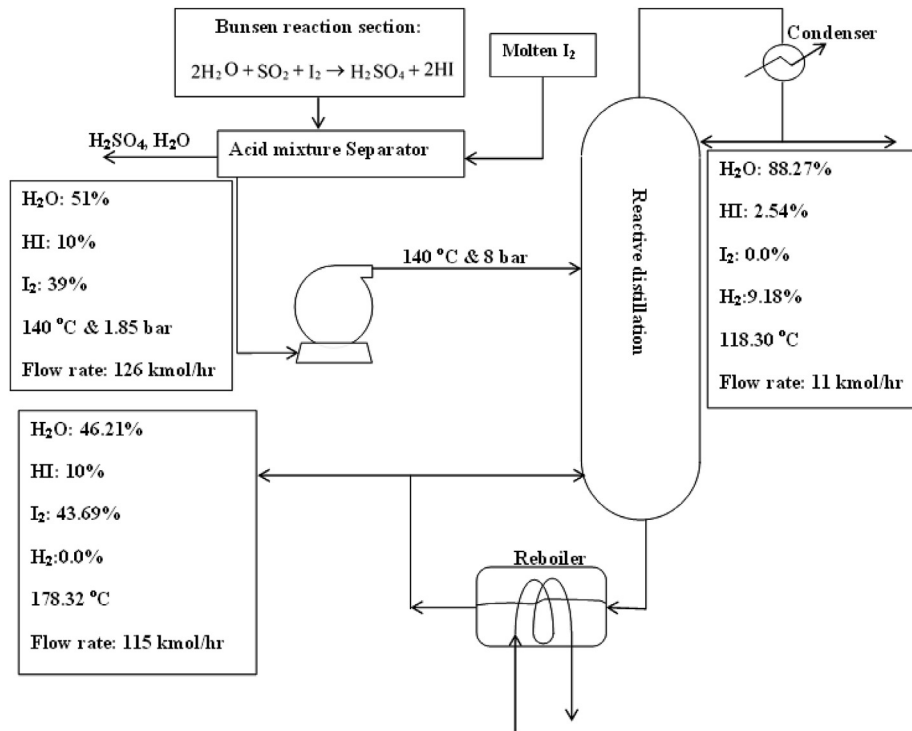 Bunsen reaction section:
2H₂O + SO₂ + I₂ → H₂SO₄ + 2HI
Molten I₂
Condenser
H₂SO₄, H₂O
Acid mixture Separator
H₂O: 51%
HI: 10%
I₂: 39%
140 °C & 1.85 bar
Flow rate: 126 kmol/hr
140 °C & 8 bar
Reactive distillation
H₂O: 88.27%
HI: 2.54%
I₂: 0.0%
H₂:9.18%
118.30 °C
Flow rate: 11 kmol/hr
H₂O: 46.21%
HI: 10%
I₂: 43.69%
H₂:0.0%
178.32 °C
Flow rate: 115 kmol/hr
Reboiler